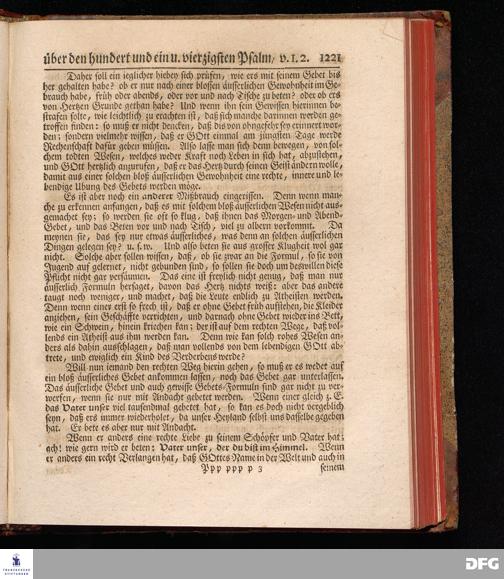 über den hundert und ein u. vierzigsten Psalm, v. 1. 2. 1221
Daher soll ein ieglicher hiebey sich prüfen, wie ers mit seinem Gebet bis
her gehalten habe? ob er nur nach einer blossen äusserlichen Gewohnheit im Ge-
brauch habe, früh oder abends, oder vor und nach Tische zu beten? oder ob ers
von Hertzen Grunde gethan habe? Und wenn ihn sein Gewissen hierinnen be-
strafen solte, wie leichtlich zu erachten ist, daß sich manche darinnen werden ge-
troffen finden: so muß er nicht dencken, daß dis von ohngefehr sey erinnert wor-
den; sondern vielmehr wissen, daß er GOtt einmal am jüngsten Tage werde
Rechenschaft dafür geben müssen. Also lasse man sich denn bewegen, von sol-
chem todten Wesen, welches weder Kraft noch Leben in sich hat, abzustehen,
und GOtt hertzlich anzurufen, daß er das Hertz durch seinen Geist ändern wolle,
damit aus einer solchen bloß äusserlichen Gewohnheit eine rechte, innere und le-
bendige Übung des Gebets werden möge.
Es ist aber noch ein anderer Mißbrauch eingerissen. Denn wenn man-
che zu erkennen anfangen, daß es mit solchem bloß äusserlichen Wesen nicht aus-
gemachet sey: so werden sie oft so klug, daß ihnen das Morgen- und Abend-
Gebet, und das Beten vor und nach Tisch, viel zu albern vorkommt. Da
meynen sie, das sey nur etwas äusserliches, was denn an solchen äusserlichen
Dingen gelegen sey? u. s. w. Und also beten sie aus grosser Klugheit wol gar
nicht. Solche aber sollen wissen, daß, ob sie zwar an die Formul, so sie von
Jugend auf gelernet, nicht gebunden sind, so sollen sie doch um deswillen diese
Pflicht nicht gar versäumen. Das eine ist freylich nicht genug, daß man nur
äusserlich Formuln hersaget, davon das Hertz nichts weiß: aber das andere
taugt noch weniger, und machet, daß die Leute endlich zu Atheisten werden.
Denn wenn einer erst so frech ist, daß er ohne Gebet früh aufstehen, die Kleider
anziehen, sein Geschäffte verrichten, und darnach ohne Gebet wieder ins Bett,
wie ein Schwein, hinein kriechen kan; der ist auf dem rechten Wege, daß vol-
lends ein Atheist aus ihm werden kan. Denn wie kan solch rohes Wesen an-
ders als dahin ausschlagen, daß man vollends von dem lebendigen GOtt ab-
trete, und ewiglich ein Kind des Verderbens werde?
Will nun iemand den rechten Weg hierin gehen, so muß er es wedet auf
ein bloß äusserliches Gebet ankommen lassen, noch das Gebet gar unterlassen.
Das äusserliche Gebet und auch gewisse Gebets-Formuln sind gar nicht zu ver-
werfen, wenn sie nur mit Andacht gebetet werden. Wenn einer gleich z. E.
das Vater unser viel tausendmal gebetet hat, so kan es doch nicht vergeblich
seyn, daß ers immer wiederholet, da unser Heyland selbst uns dasselbe gegeben
hat. Er bete es aber nur mit Andacht.
Wenn er anders eine rechte Liebe zu seinem Schöpfer und Vater hat;
ach! wie gern wird er beten: Vater unser, der du bist im Himmel. Wenn
er anders ein recht Verlangen hat, daß GOttes Name in der Welt und auch in
Ppp ppp p 3 seinem
FRANCKESCHE
STIFTUNGEN
DFG